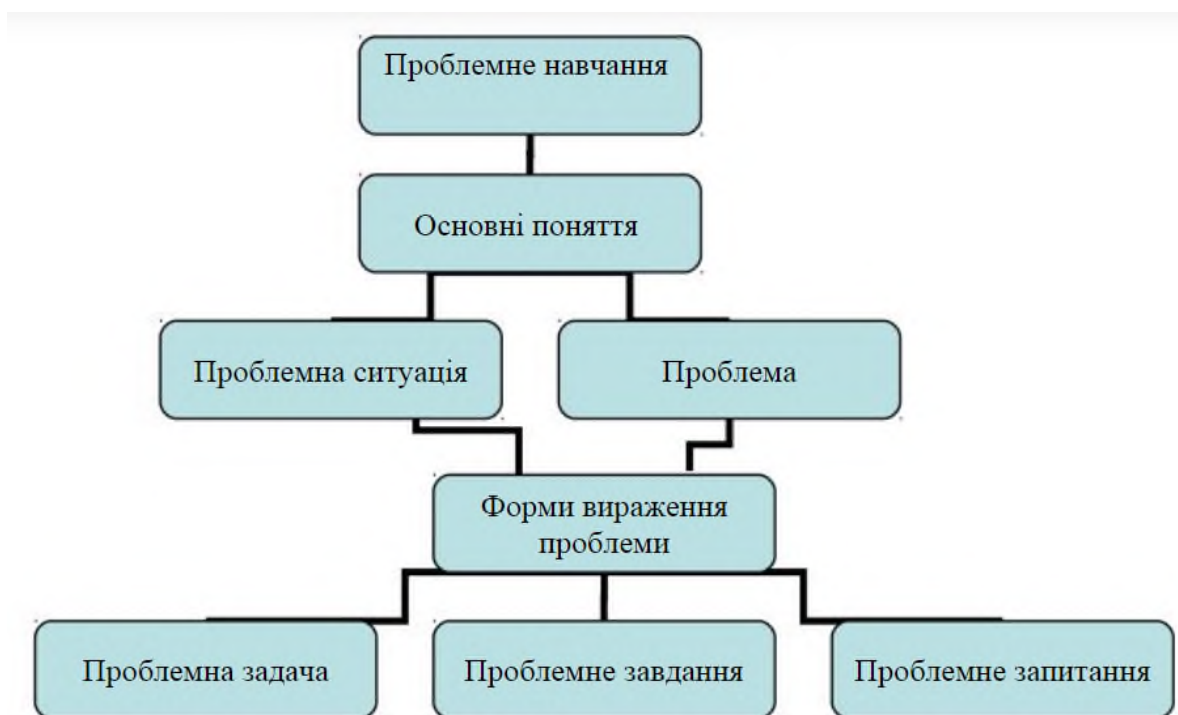 Проблемне навчання
Основні поняття
Проблемна ситуація
Проблема
Форми вираження
проблеми
Проблемна задача
Проблемне завдання
Проблемне запитання